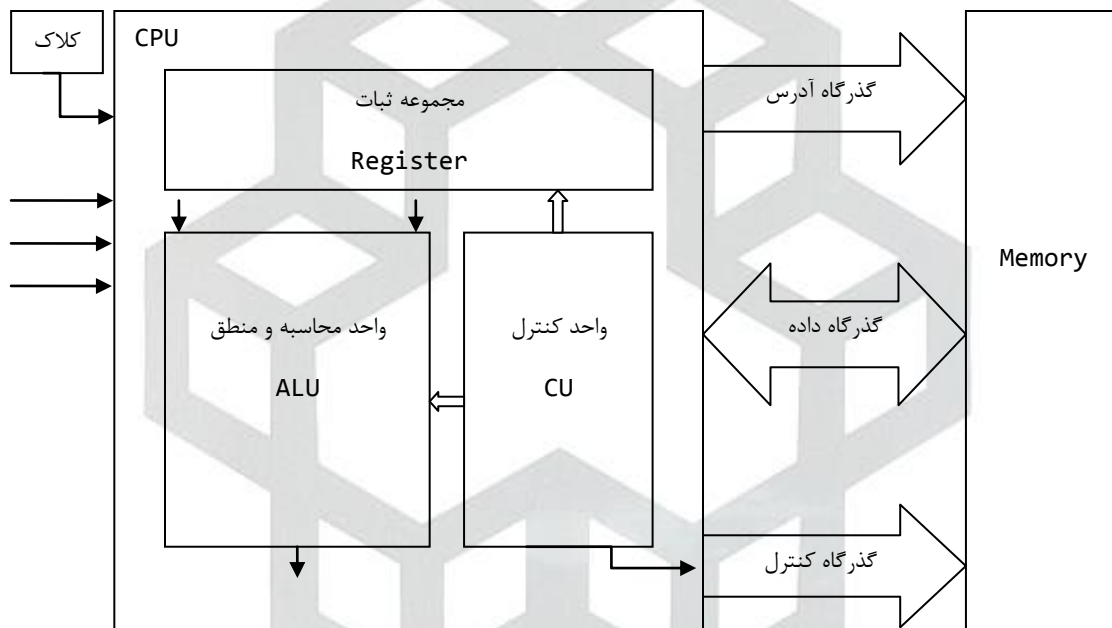 کلاک
CPU
مجموعه ثبات
Register
واحد محاسبه و منطق
ALU
واحد کنترل
CU
گذرگاه آدرس
گذرگاه داده
گذرگاه کنترل
Memory